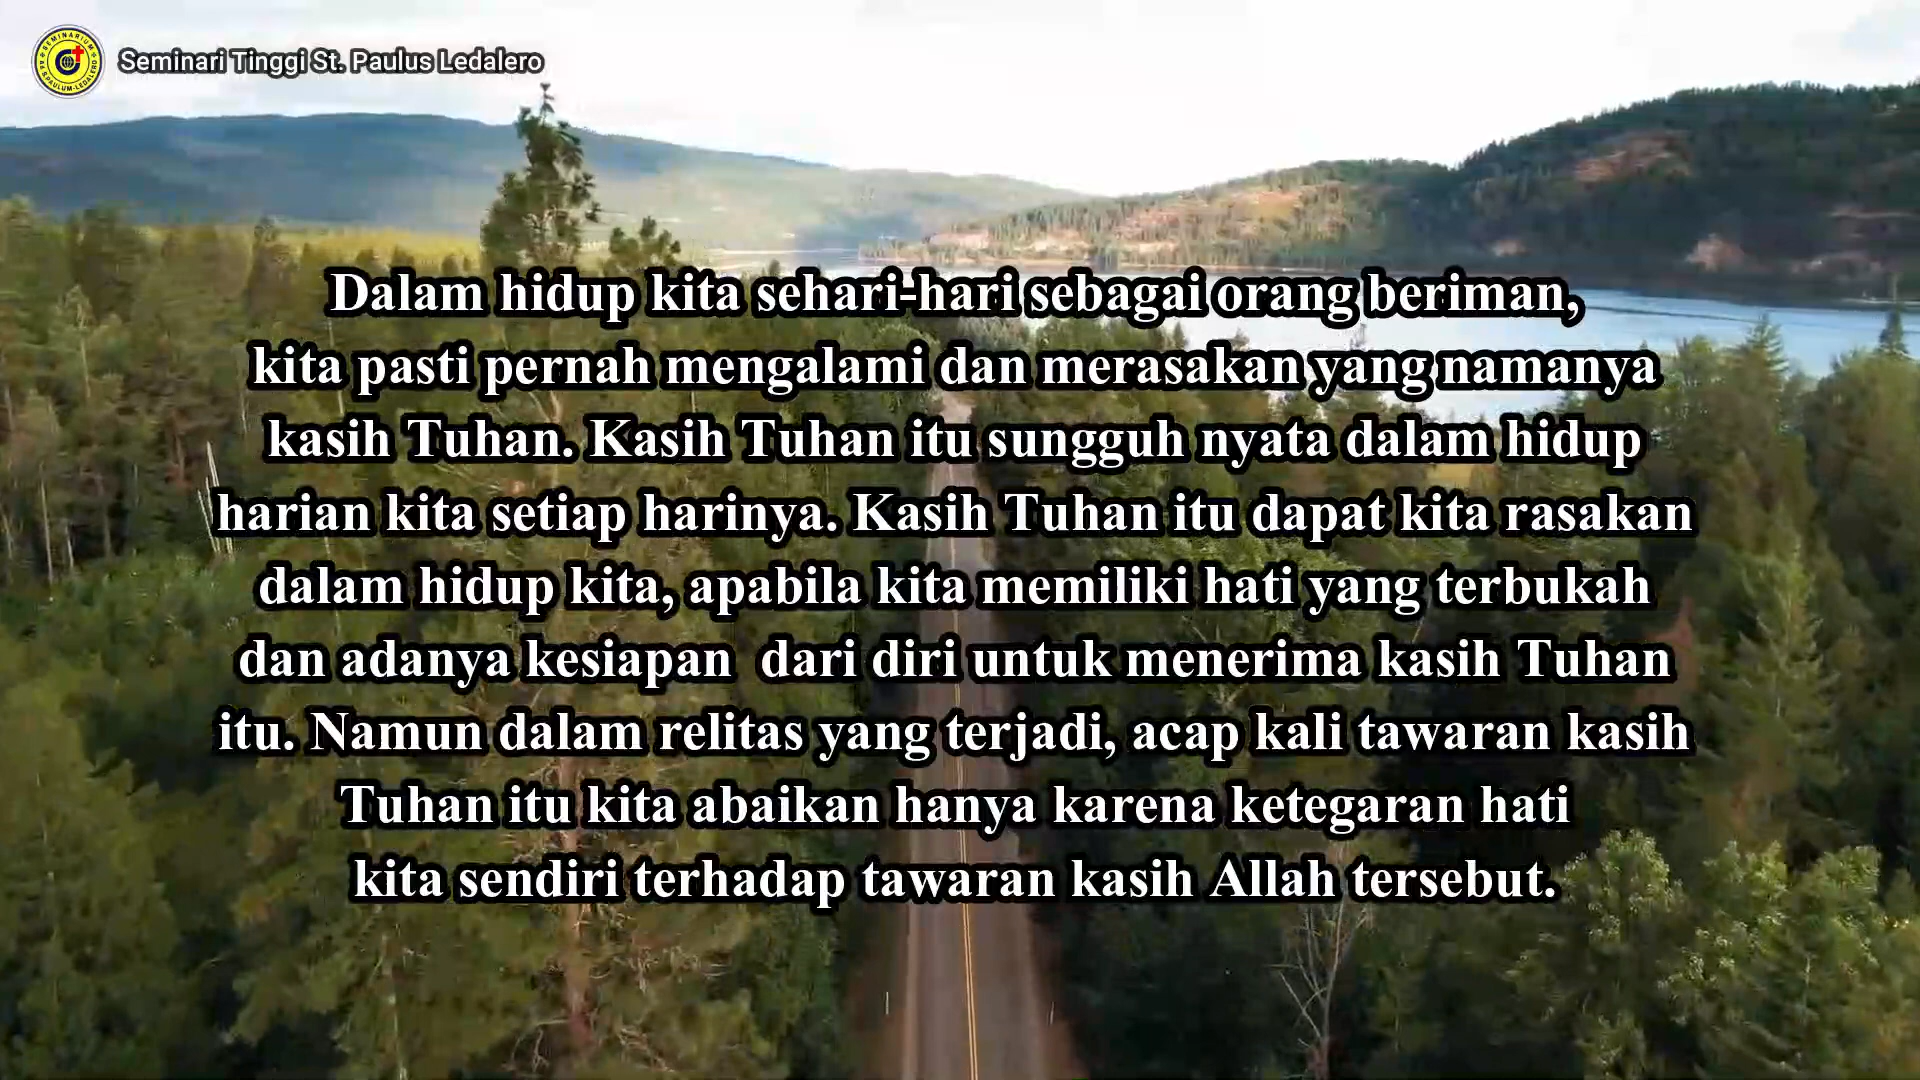 Seminari Tinggi St. Paulus Ledalero
Dalam hidup kita sehari-hari sebagai orang beriman,
kita pasti pernah mengalami dan merasakan yang namanya
kasih Tuhan. Kasih Tuhan itu sungguh nyata dalam hidup
harian kita setiap harinya. Kasih Tuhan itu dapat kita rasakan
dalam hidup kita, apabila kita memiliki hati yang terbukah
dan adanya kesiapan  dari diri untuk menerima kasih Tuhan
itu. Namun dalam relitas yang terjadi, acap kali tawaran kasih
Tuhan itu kita abaikan hanya karena ketegaran hati
kita sendiri terhadap tawaran kasih Allah tersebut.